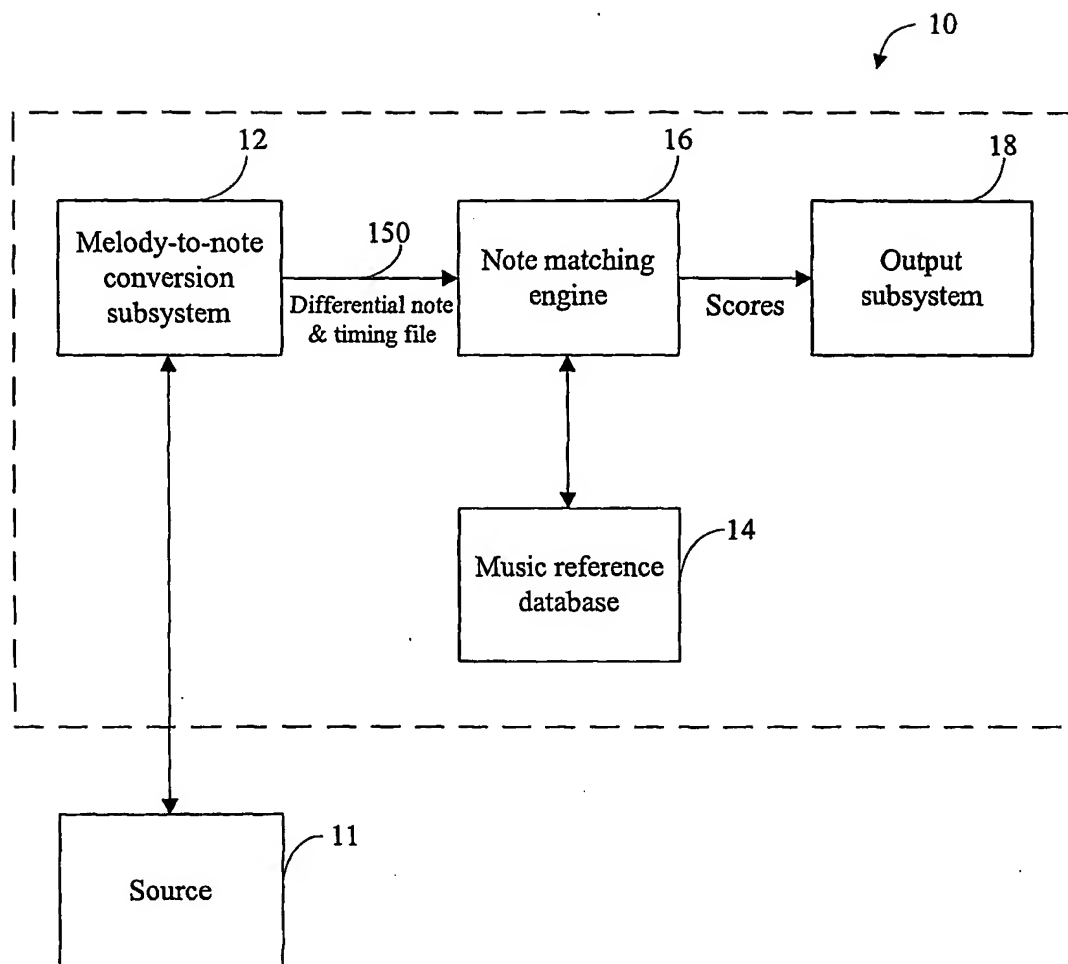 10
12
16
18
Melody-to-note
conversion
subsystem
150
Differential note
& timing file
Note matching
engine
Scores
Output
subsystem
14
Music reference
database
11
Source